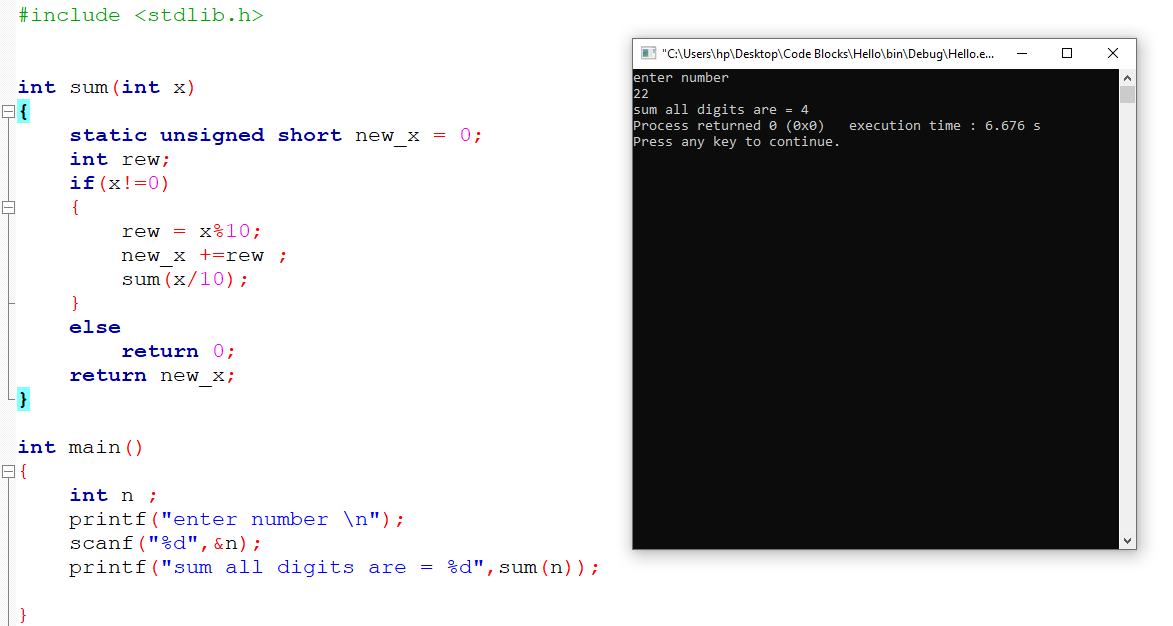 #include <stdlib.h>
int sum(int x)
{
static unsigned short new_x = 0;
int rew;
if(x!=0)
{
rew = x%10;
new_x +=rew ;
sum(x/10);
}
else
return 0;
return new_x;
}
int main()
{
int n ;
printf("enter number \n");
scanf("%d",&n);
printf("sum all digits are = %d",sum(n));
}
"C:\Users\hp\Desktop\Code Blocks\Hello\bin\Debug\Hello.e...
enter number
22
sum all digits are = 4
Process returned 0 (0x0)   execution time : 6.676 s
Press any key to continue.